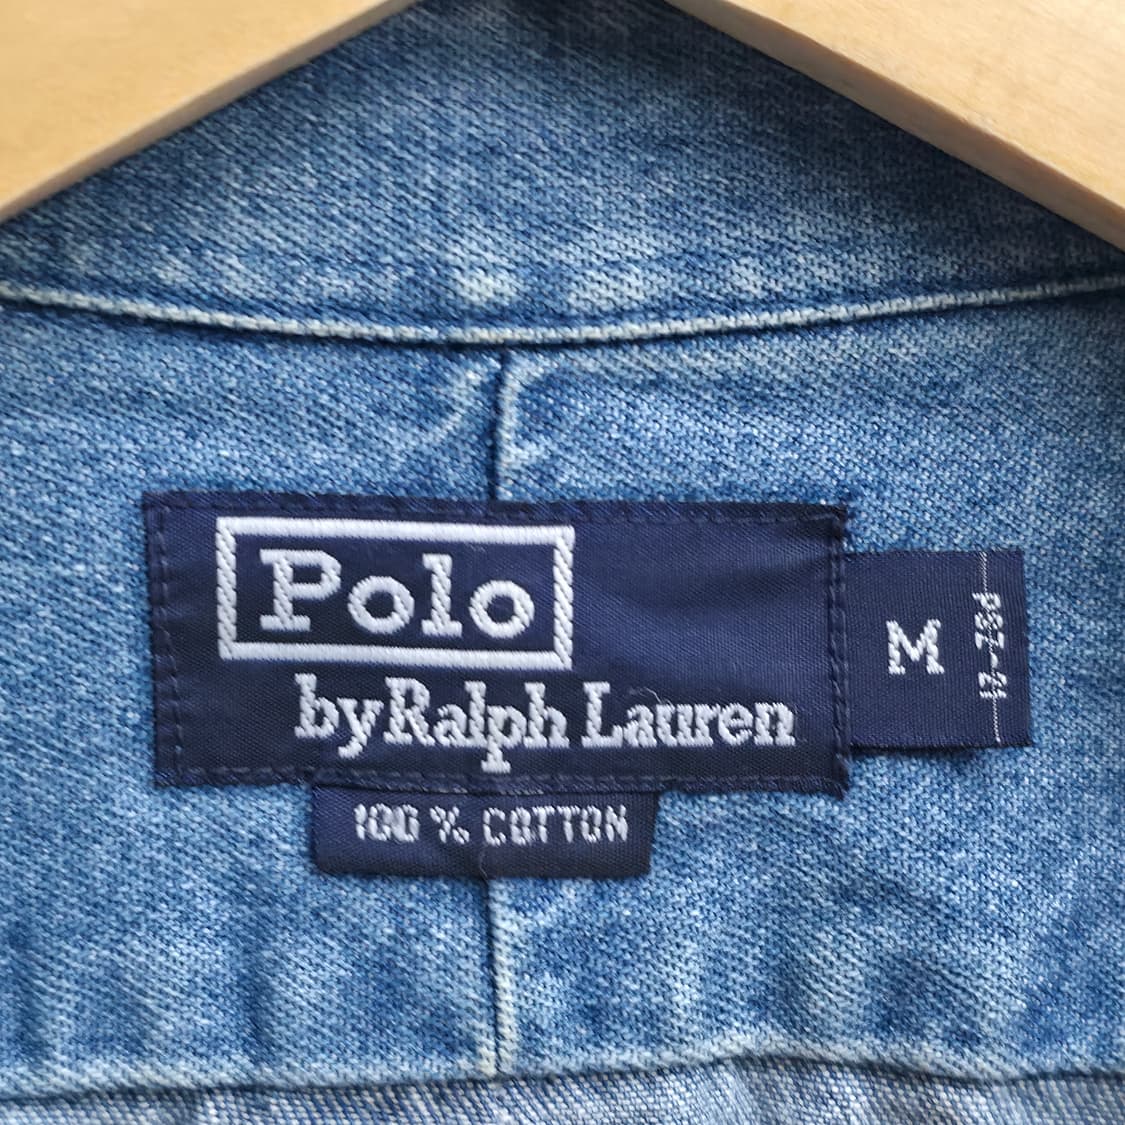 Polo
by Ralph Lauren
M
100 % COTTON